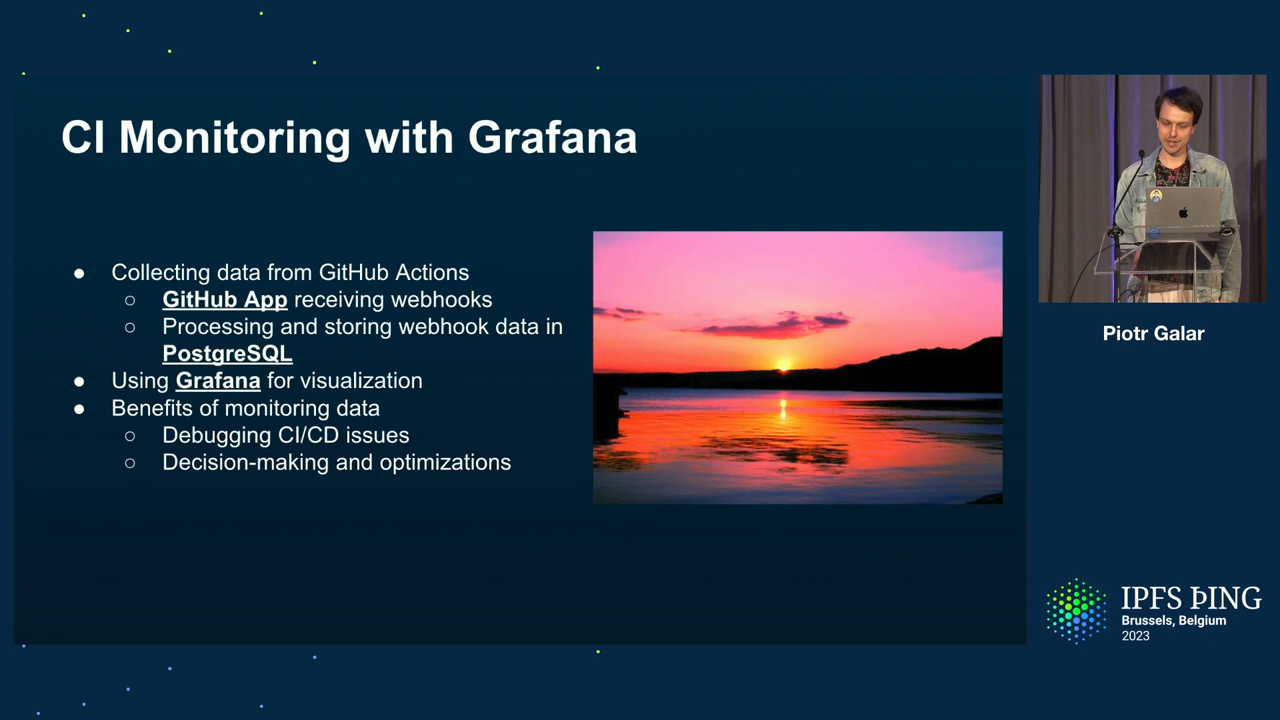 CI Monitoring with Grafana
● Collecting data from GitHub Actions
○ GitHub App receiving webhooks
○ Processing and storing webhook data in
PostgreSQL
● Using Grafana for visualization
● Benefits of monitoring data
○ Debugging CI/CD issues
○ Decision-making and optimizations
Piotr Galar
IPFS ÞING
Brussels, Belgium
2023